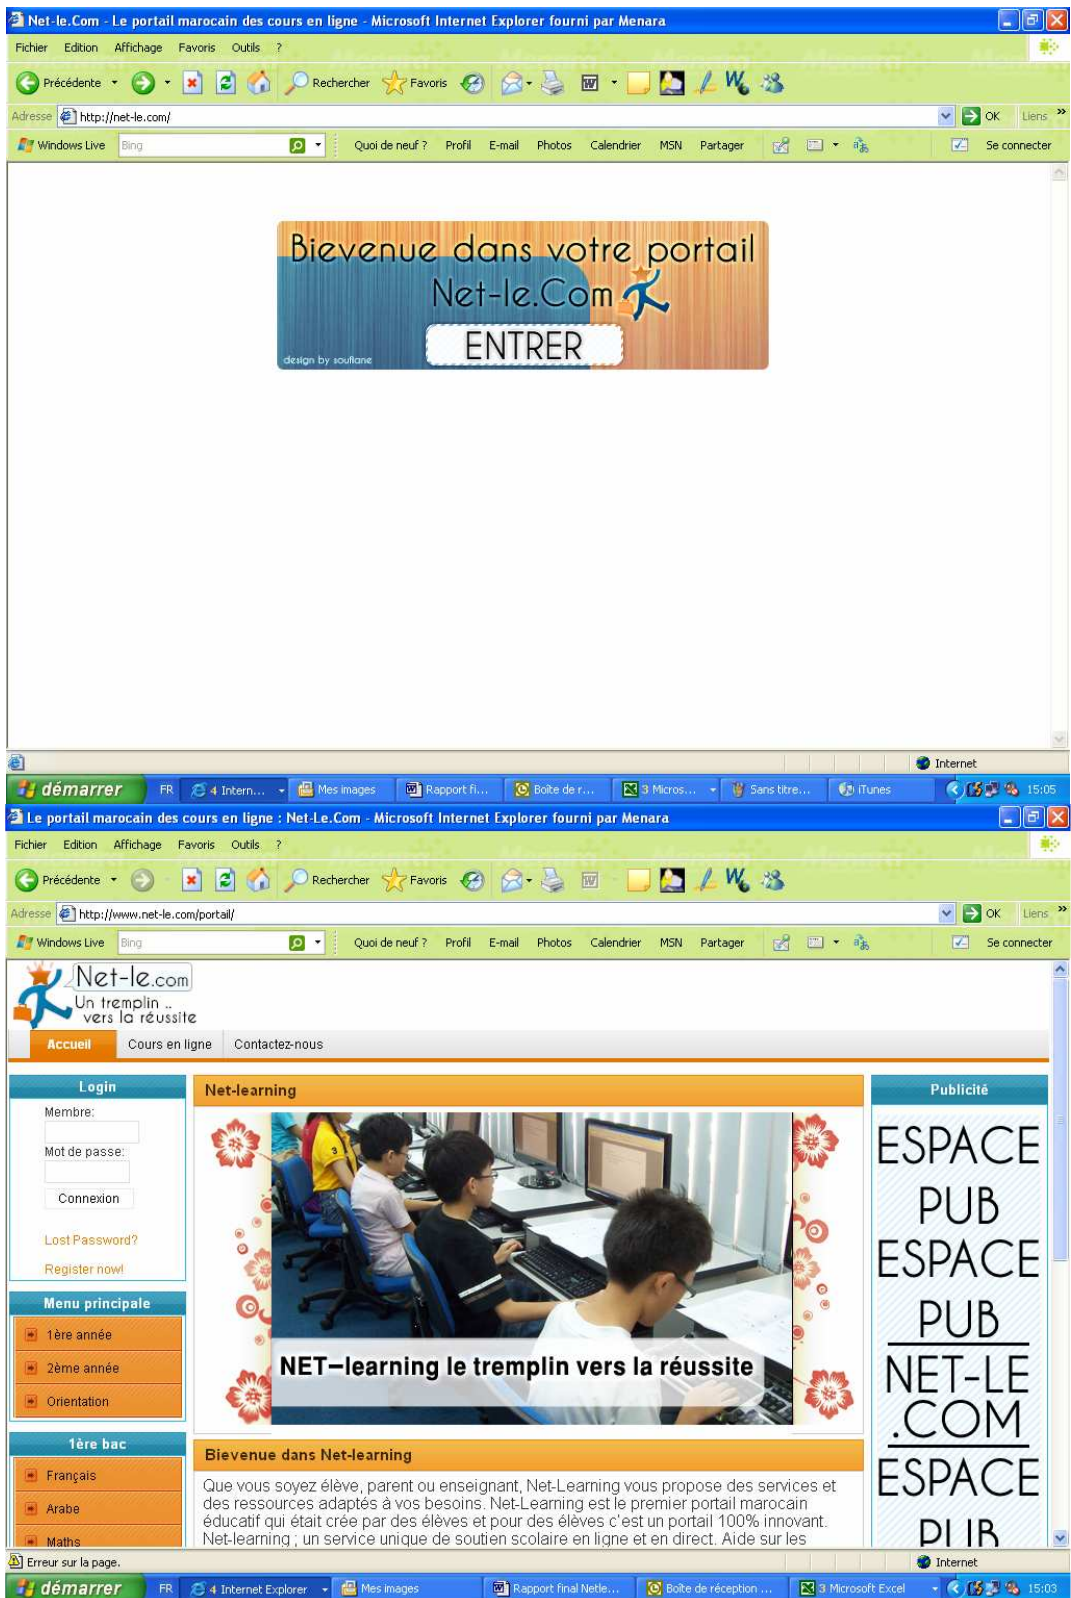 Net-le.Com - Le portail marocain des cours en ligne - Microsoft Internet Explorer fourni par Menara
Fichier Edition Affichage Favoris Outils ?
Précédente Rechercher Favoris
Adresse http://net-le.com/ OK Liens »
Windows Live Bing Quoi de neuf ? Profil E-mail Photos Calendrier MSN Partager Se connecter
Bievenue dans votre portail
Net-le.Com
ENTRER
design by soufiane
Internet
démarrer FR 4 Intern... Mes images Rapport fi... Boîte de r... 3 Micros... Sans titre... iTunes 15:05
Le portail marocain des cours en ligne : Net-Le.Com - Microsoft Internet Explorer fourni par Menara
Fichier Edition Affichage Favoris Outils ?
Précédente Rechercher Favoris
Adresse http://www.net-le.com/portail/ OK Liens »
Windows Live Bing Quoi de neuf ? Profil E-mail Photos Calendrier MSN Partager Se connecter
Net-le.com
Un tremplin ..
vers la réussite
Accueil Cours en ligne Contactez-nous
Login
Membre:
Mot de passe:
Connexion
Lost Password?
Register now!
Menu principale
1ère année
2ème année
Orientation
1ère bac
Français
Arabe
Maths
Net-learning
NET-learning le tremplin vers la réussite
Bievenue dans Net-learning
Que vous soyez élève, parent ou enseignant, Net-Learning vous propose des services et
des ressources adaptés à vos besoins. Net-Learning est le premier portail marocain
éducatif qui était crée par des élèves et pour des élèves c'est un portail 100% innovant.
Net-learning ; un service unique de soutien scolaire en ligne et en direct. Aide sur les
Publicité
ESPACE
PUB
ESPACE
PUB
NET-LE
.COM
ESPACE
PUB
Erreur sur la page. Internet
démarrer FR 4 Internet Explorer Mes images Rapport final Netle... Boîte de réception ... 3 Microsoft Excel 15:03